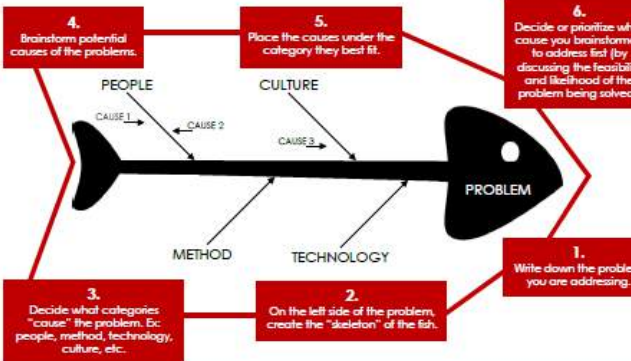 4.
Brainstorm potential
causes of the problems.
5.
Place the causes under the
category they best fit.
6.
Decide or prioritize
cause you brainstorme
to address first (by
discussing the feasibili
and likelihood of the
problem being solved
PEOPLE
CULTURE
CAUSE 1
CAUSE 2
CAUSE 3
PROBLEM
METHOD
TECHNOLOGY
3.
Decide what categories
"cause" the problem. Ex:
people, method, technology,
culture, etc.
2.
On the left side of the problem,
create the "skeleton" of the fish.
1.
Write down the proble
you are addressing.